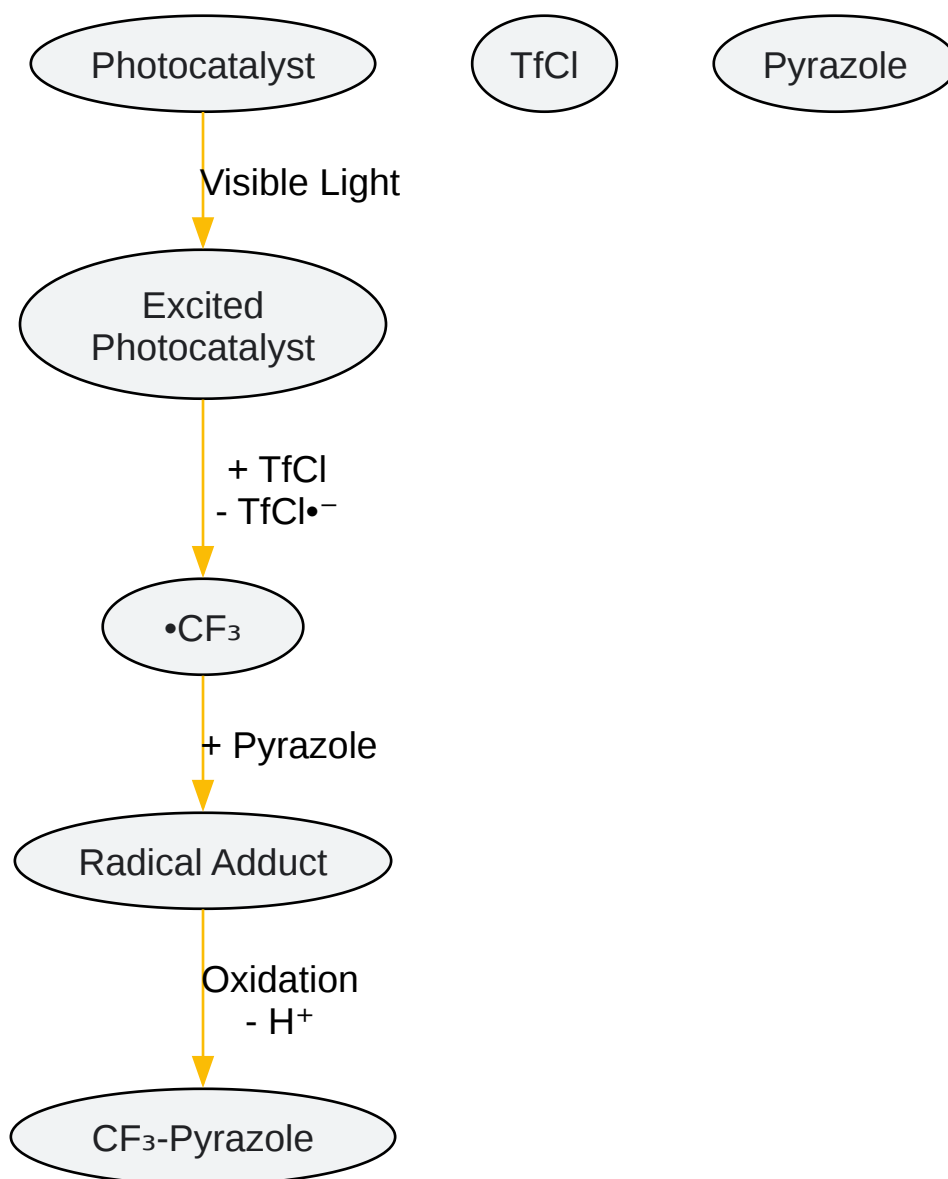 Photocatalyst
TfCl
Pyrazole
Visible Light
Excited
Photocatalyst
+ TfCl
- TfCl•⁻
•CF₃
+ Pyrazole
Radical Adduct
Oxidation
- H⁺
CF₃-Pyrazole